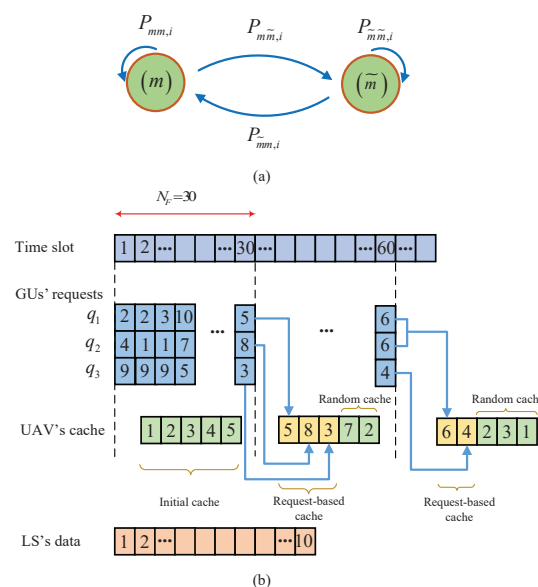 P_{mm,i} P_{m\tilde{m},i} P_{\tilde{m}\tilde{m},i}
(m) (\tilde{m})
P_{\tilde{m}m,i}
(a)
N_F=30
Time slot 1 2 ··· ··· 30 ··· ··· 60 ···
GUs' requests
q_1 2 2 3 10 5 6
q_2 4 1 1 7 ··· 8 ··· 6
q_3 9 9 9 5 3 4
Random cache Random cache
UAV's cache 1 2 3 4 5 5 8 3 7 2 6 4 2 3 1
Initial cache Request-based cache Request-based cache
LS's data 1 2 ··· ··· 10
(b)